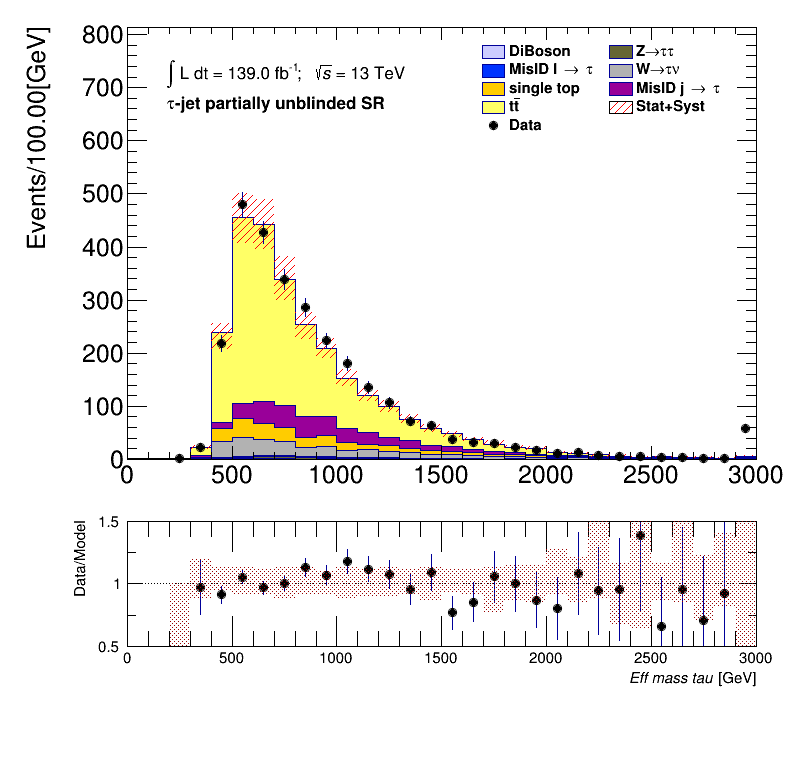 Events/100.00[GeV]
800
700
600
500
400
300
200
100
0
∫ L dt = 139.0 fb⁻¹; √s = 13 TeV
τ-jet partially unblinded SR
DiBoson
MisID l → τ
single top
tt̄
Data
Z→ττ
W→τν
MisID j → τ
Stat+Syst
0 500 1000 1500 2000 2500 3000
Data/Model
1.5
1
0.5
0 500 1000 1500 2000 2500 3000
Eff mass tau [GeV]